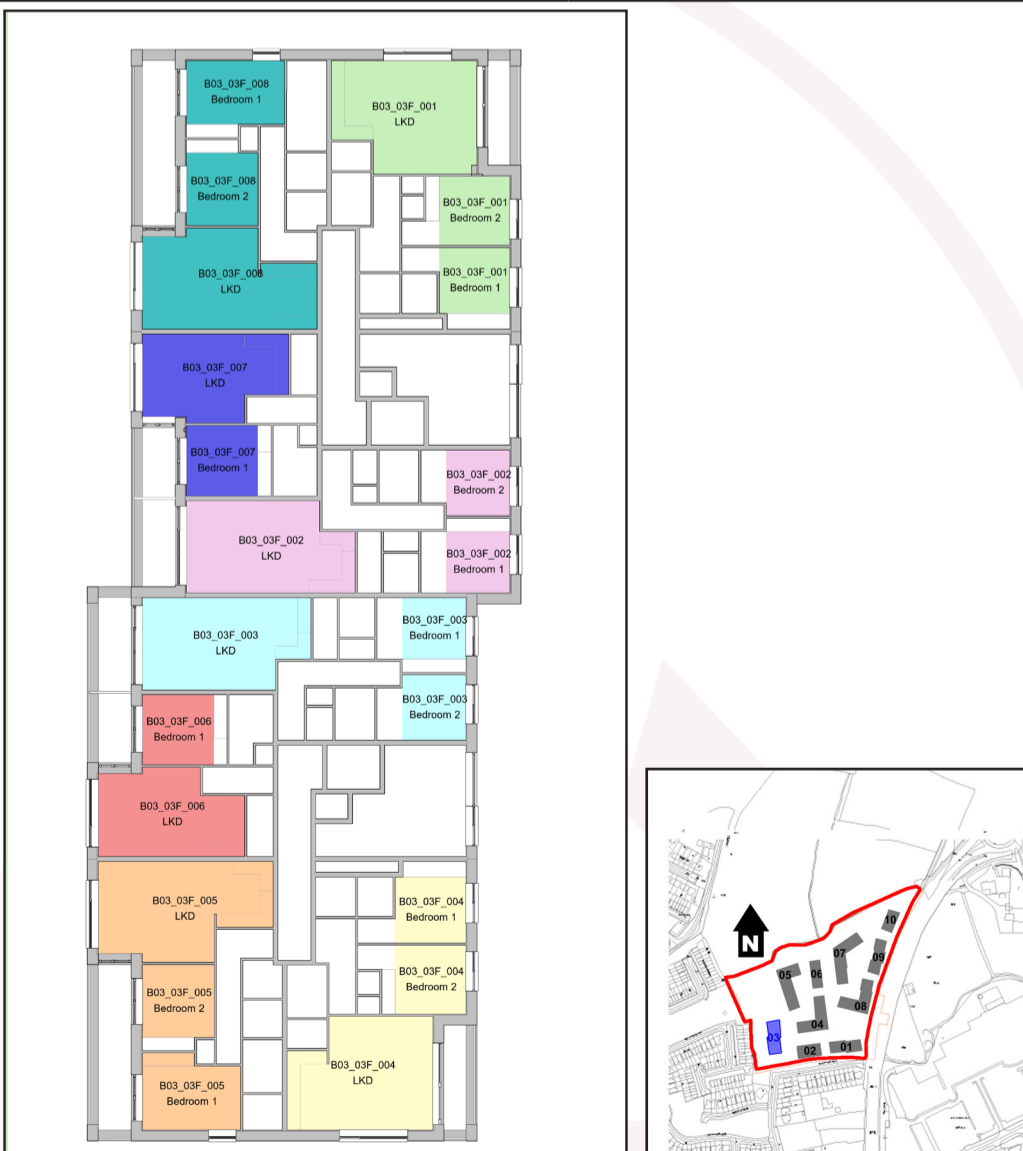 B03_03F_008
Bedroom 1
B03_03F_001
LKD
B03_03F_008
Bedroom 2
B03_03F_001
Bedroom 2
B03_03F_008
LKD
B03_03F_001
Bedroom 1
B03_03F_007
LKD
B03_03F_007
Bedroom 1
B03_03F_002
Bedroom 2
B03_03F_002
LKD
B03_03F_002
Bedroom 1
B03_03F_003
LKD
B03_03F_003
Bedroom 1
B03_03F_003
Bedroom 2
B03_03F_006
Bedroom 1
B03_03F_006
LKD
B03_03F_005
LKD
B03_03F_004
Bedroom 1
B03_03F_004
Bedroom 2
B03_03F_005
Bedroom 2
B03_03F_004
LKD
B03_03F_005
Bedroom 1
N
10
09
07
06
05
08
04
03
02
01